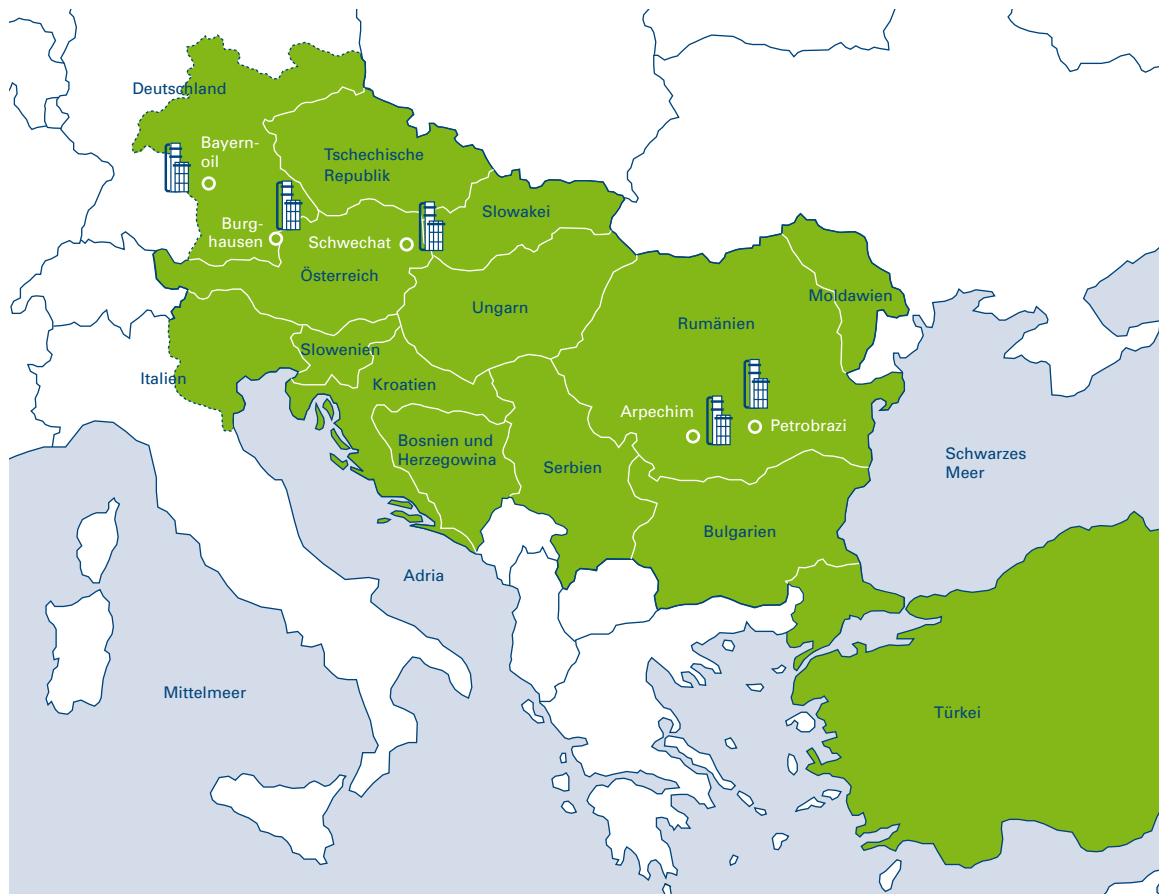 Deutschland
Bayern-
oil
Tschechische
Republik
Slowakei
Burg-
hausen
Schwechat
Österreich
Ungarn
Moldawien
Rumänien
Slowenien
Italien
Kroatien
Arpechim
Petrobrazi
Bosnien und
Herzegowina
Serbien
Schwarzes
Meer
Bulgarien
Adria
Mittelmeer
Türkei